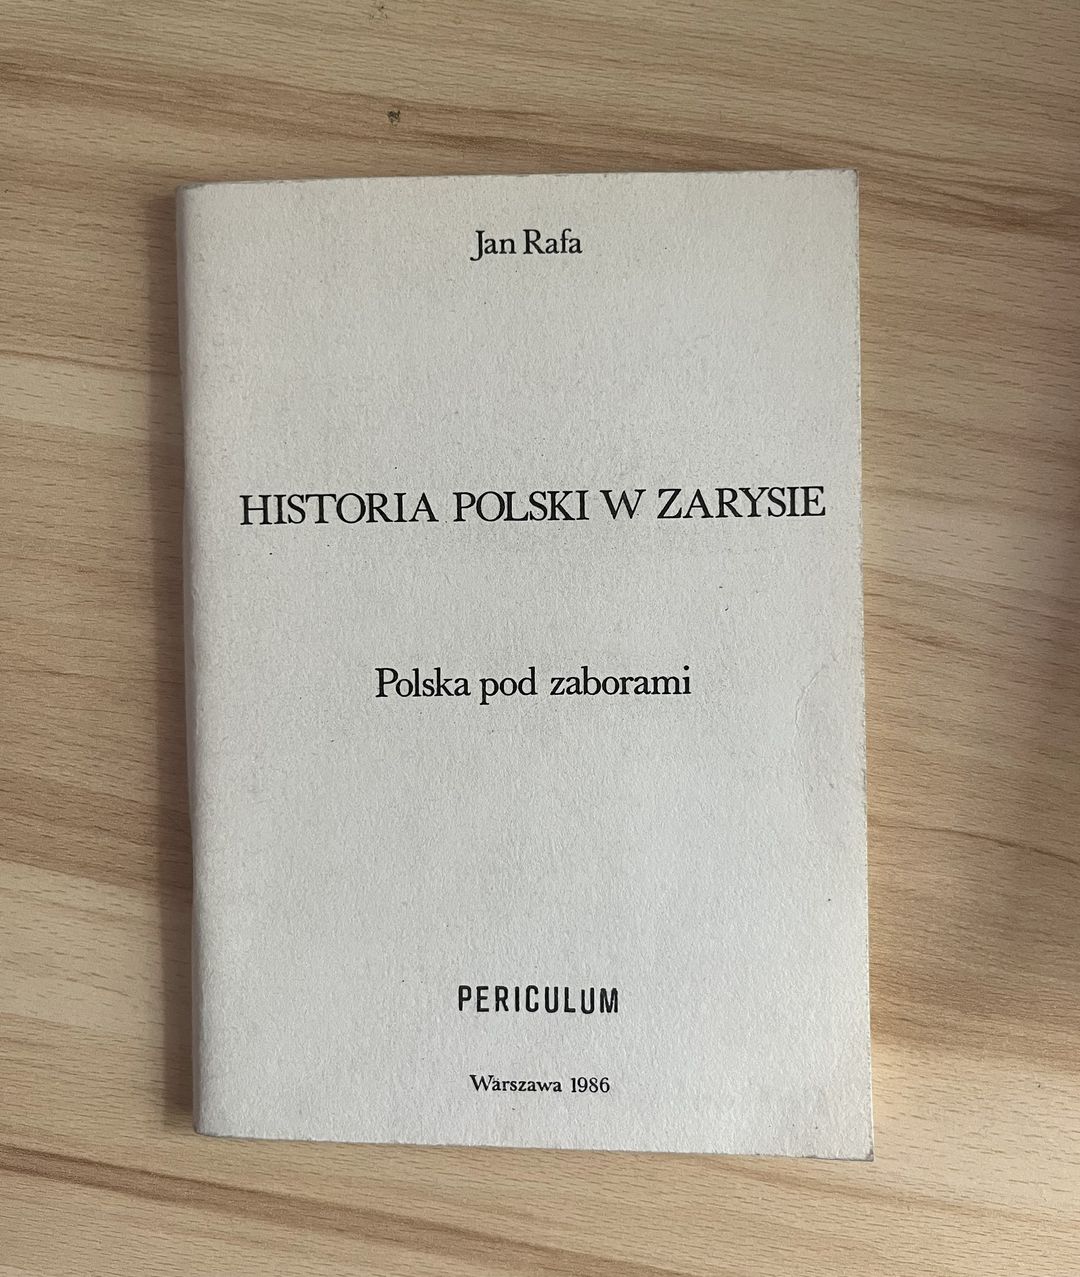 Jan Rafa
HISTORIA POLSKI W ZARYSIE
Polska pod zaborami
PERICULUM
Warszawa 1986